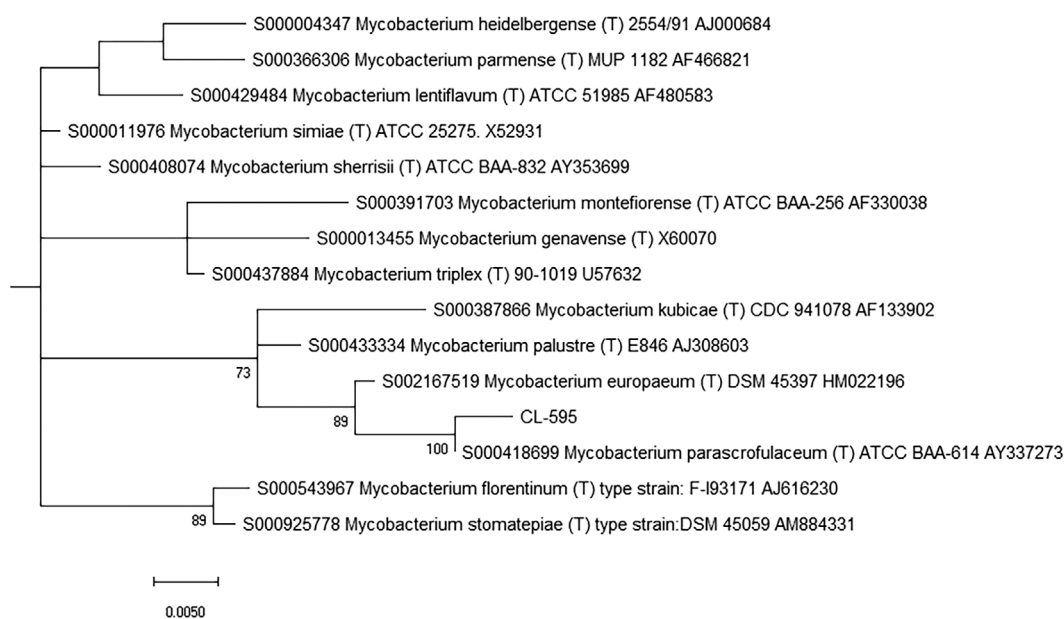 S000004347 Mycobacterium heidelbergense (T) 2554/91 AJ000684
S000366306 Mycobacterium parmense (T) MUP 1182 AF466821
S000429484 Mycobacterium lentiflavum (T) ATCC 51985 AF480583
S000011976 Mycobacterium simiae (T) ATCC 25275. X52931
S000408074 Mycobacterium sherrisii (T) ATCC BAA-832 AY353699
S000391703 Mycobacterium montefiorense (T) ATCC BAA-256 AF330038
S000013455 Mycobacterium genavense (T) X60070
S000437884 Mycobacterium triplex (T) 90-1019 U57632
S000387866 Mycobacterium kubicae (T) CDC 941078 AF133902
S000433334 Mycobacterium palustre (T) E846 AJ308603
73
S002167519 Mycobacterium europaeum (T) DSM 45397 HM022196
89
CL-595
100
S000418699 Mycobacterium parascrofulaceum (T) ATCC BAA-614 AY337273
S000543967 Mycobacterium florentinum (T) type strain: F-I93171 AJ616230
89
S000925778 Mycobacterium stomatepiae (T) type strain:DSM 45059 AM884331
0.0050